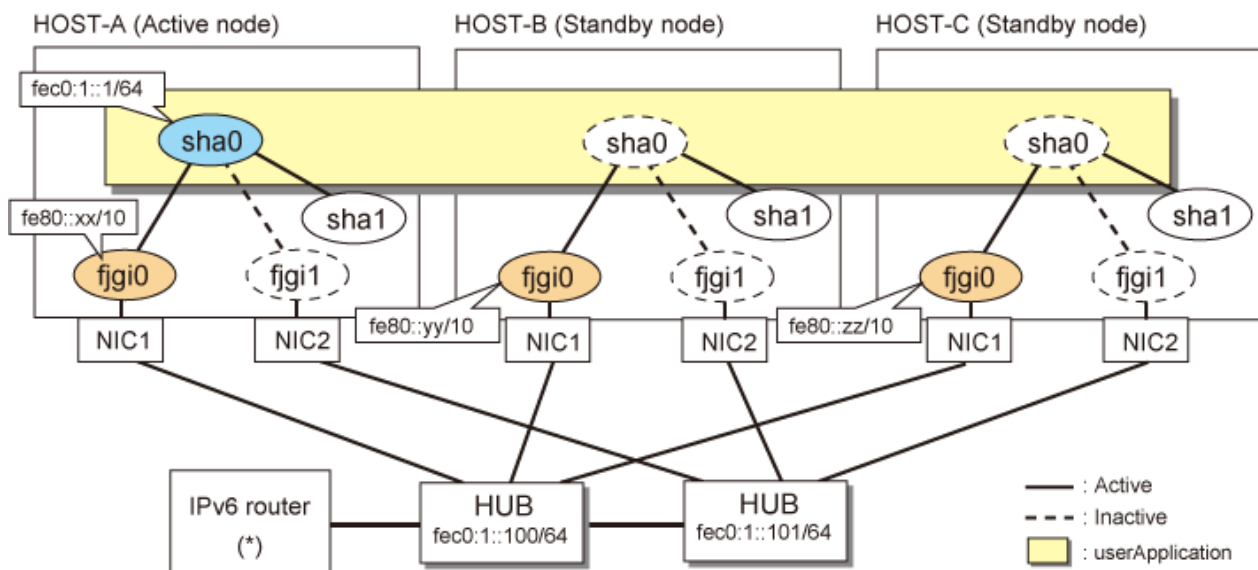 HOST-A (Active node)
HOST-B (Standby node)
HOST-C (Standby node)
fec0:1::1/64
sha0
sha0
sha0
sha1
sha1
sha1
fe80::xx/10
fjgi0
fjgi1
fjgi0
fjgi1
fjgi0
fjgi1
fe80::yy/10
fe80::zz/10
NIC1
NIC2
NIC1
NIC2
NIC1
NIC2
IPv6 router
(*)
HUB
fec0:1::100/64
HUB
fec0:1::101/64
: Active
: Inactive
: userApplication